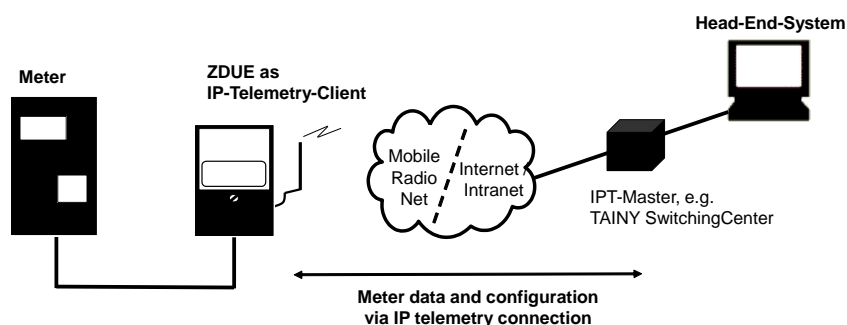 Head-End-System
Meter
ZDUE as
IP-Telemetry-Client
Mobile
Radio
Net
Internet /
Intranet
IPT-Master, e.g.
TAINY SwitchingCenter
Meter data and configuration
via IP telemetry connection